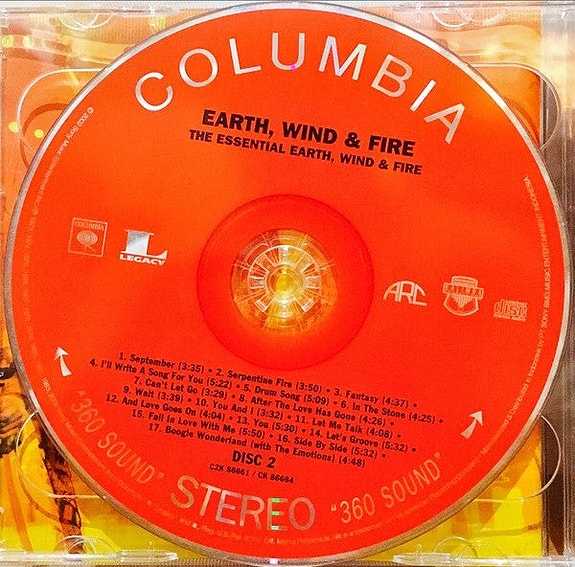 COLUMBIA
EARTH, WIND & FIRE
THE ESSENTIAL EARTH, WIND & FIRE
COLUMBIA
L
LEGACY
ARC
disc
1. September (3:35) • 2. Serpentine Fire (3:50) • 3. Fantasy (4:37) •
4. I'll Write A Song For You (5:22) • 5. Drum Song (5:09) • 6. In The Stone (4:25) •
7. Can't Let Go (3:29) • 8. After The Love Has Gone (4:26) •
9. Wait (3:39) • 10. You And I (3:32) • 11. Let Me Talk (4:08) •
12. And Love Goes On (4:04) • 13. You (5:30) • 14. Let's Groove (5:32) •
15. Fall In Love With Me (5:50) • 16. Side By Side (5:32) •
17. Boogie Wonderland (with The Emotions) (4:48)
DISC 2
C2K 86661 / CK 86664
"360 SOUND" STEREO "360 SOUND"